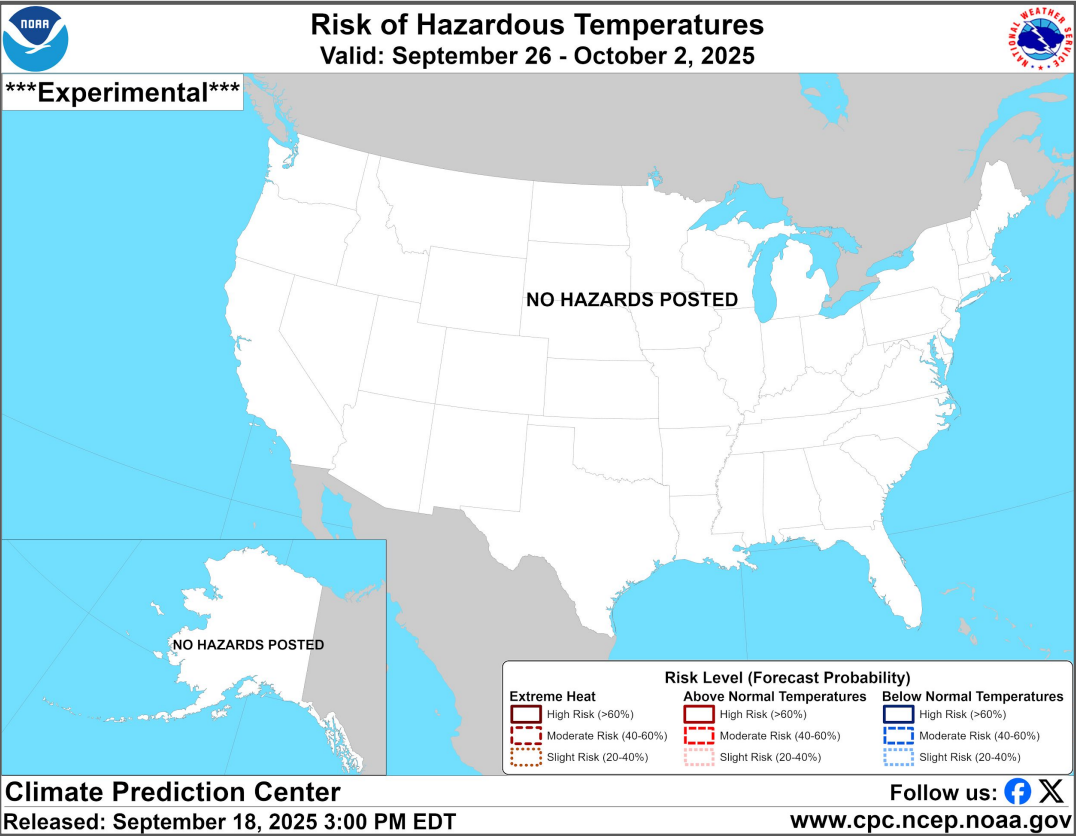 NOAA
Risk of Hazardous Temperatures
Valid: September 26 - October 2, 2025
NATIONAL WEATHER SERVICE
***Experimental***
NO HAZARDS POSTED
NO HAZARDS POSTED
Risk Level (Forecast Probability)
Extreme Heat
High Risk (>60%)
Moderate Risk (40-60%)
Slight Risk (20-40%)
Above Normal Temperatures
High Risk (>60%)
Moderate Risk (40-60%)
Slight Risk (20-40%)
Below Normal Temperatures
High Risk (>60%)
Moderate Risk (40-60%)
Slight Risk (20-40%)
Climate Prediction Center
Follow us:
Released: September 18, 2025 3:00 PM EDT
www.cpc.ncep.noaa.gov